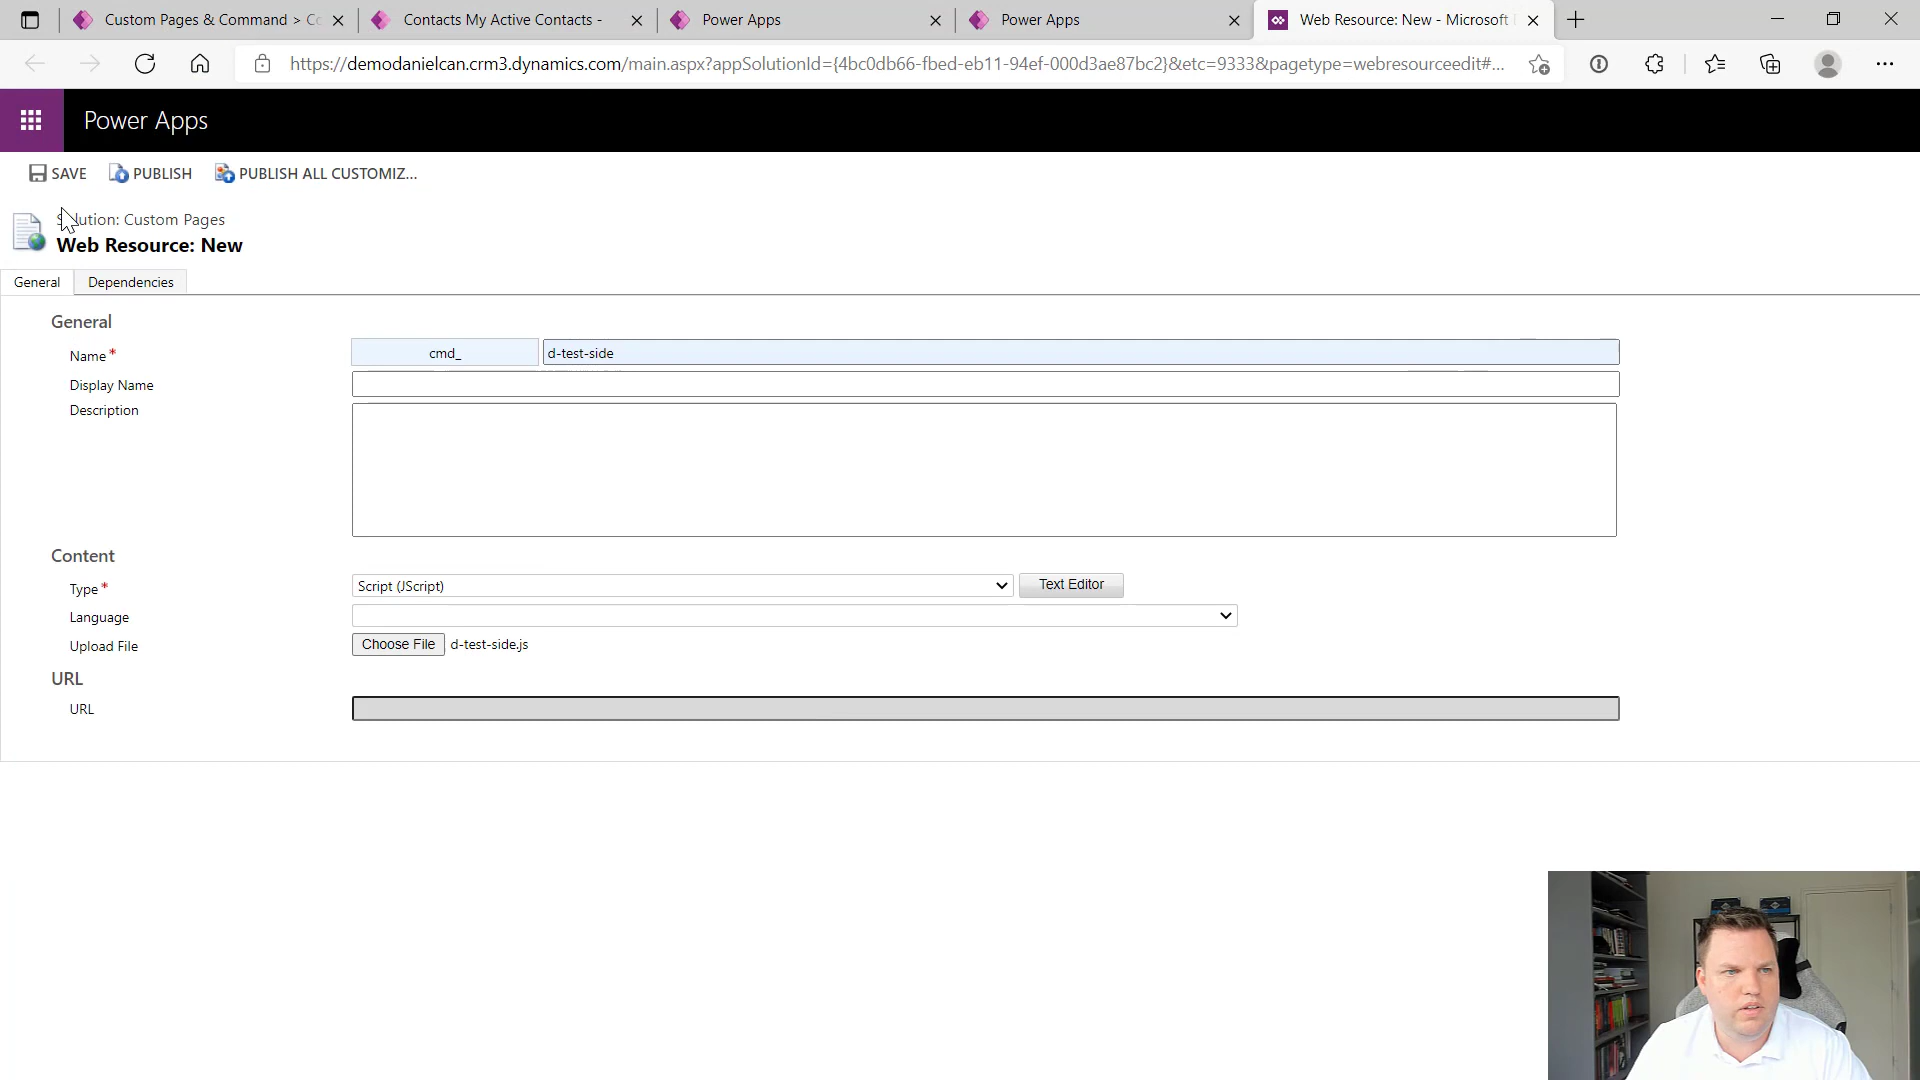 Custom Pages & Command > Co
Contacts My Active Contacts -
Power Apps
Power Apps
Web Resource: New - Microsoft
https://demodanielcan.crm3.dynamics.com/main.aspx?appSolutionId={4bc0db66-fbed-eb11-94ef-000d3ae87bc2}&etc=9333&pagetype=webresourceedit#...
Power Apps
SAVE
PUBLISH
PUBLISH ALL CUSTOMIZ...
Solution: Custom Pages
Web Resource: New
General
Dependencies
General
Name*
cmd_
d-test-side
Display Name
Description
Content
Type*
Script (JScript)
Text Editor
Language
Upload File
Choose File
d-test-side.js
URL
URL